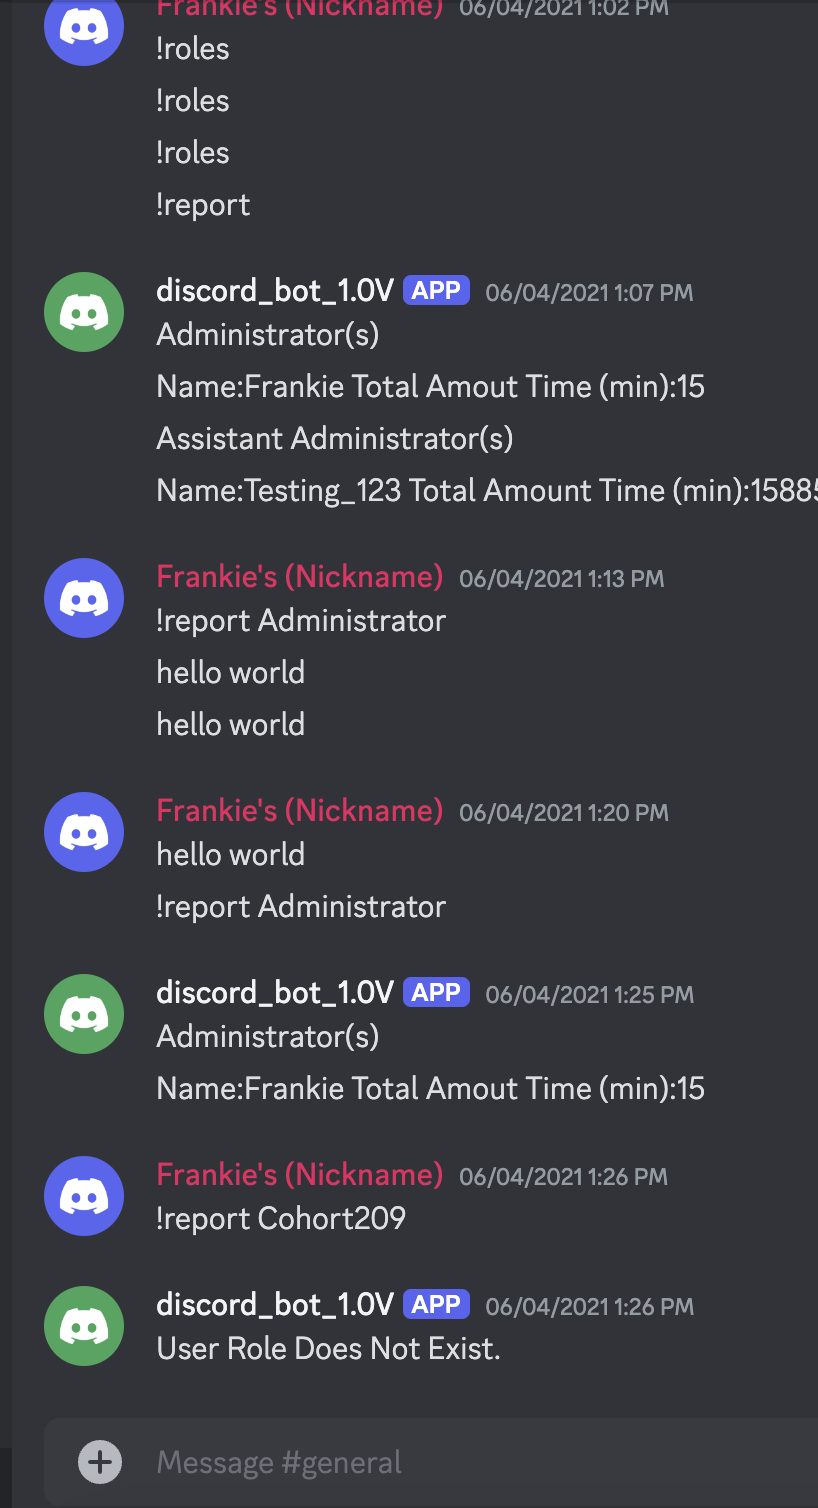 Frankie's (Nickname) 06/04/2021 1:02 PM
!roles
!roles
!roles
!report
discord_bot_1.0V APP 06/04/2021 1:07 PM
Administrator(s)
Name:Frankie Total Amout Time (min):15
Assistant Administrator(s)
Name:Testing_123 Total Amount Time (min):15885
Frankie's (Nickname) 06/04/2021 1:13 PM
!report Administrator
hello world
hello world
Frankie's (Nickname) 06/04/2021 1:20 PM
hello world
!report Administrator
discord_bot_1.0V APP 06/04/2021 1:25 PM
Administrator(s)
Name:Frankie Total Amout Time (min):15
Frankie's (Nickname) 06/04/2021 1:26 PM
!report Cohort209
discord_bot_1.0V APP 06/04/2021 1:26 PM
User Role Does Not Exist.
Message #general